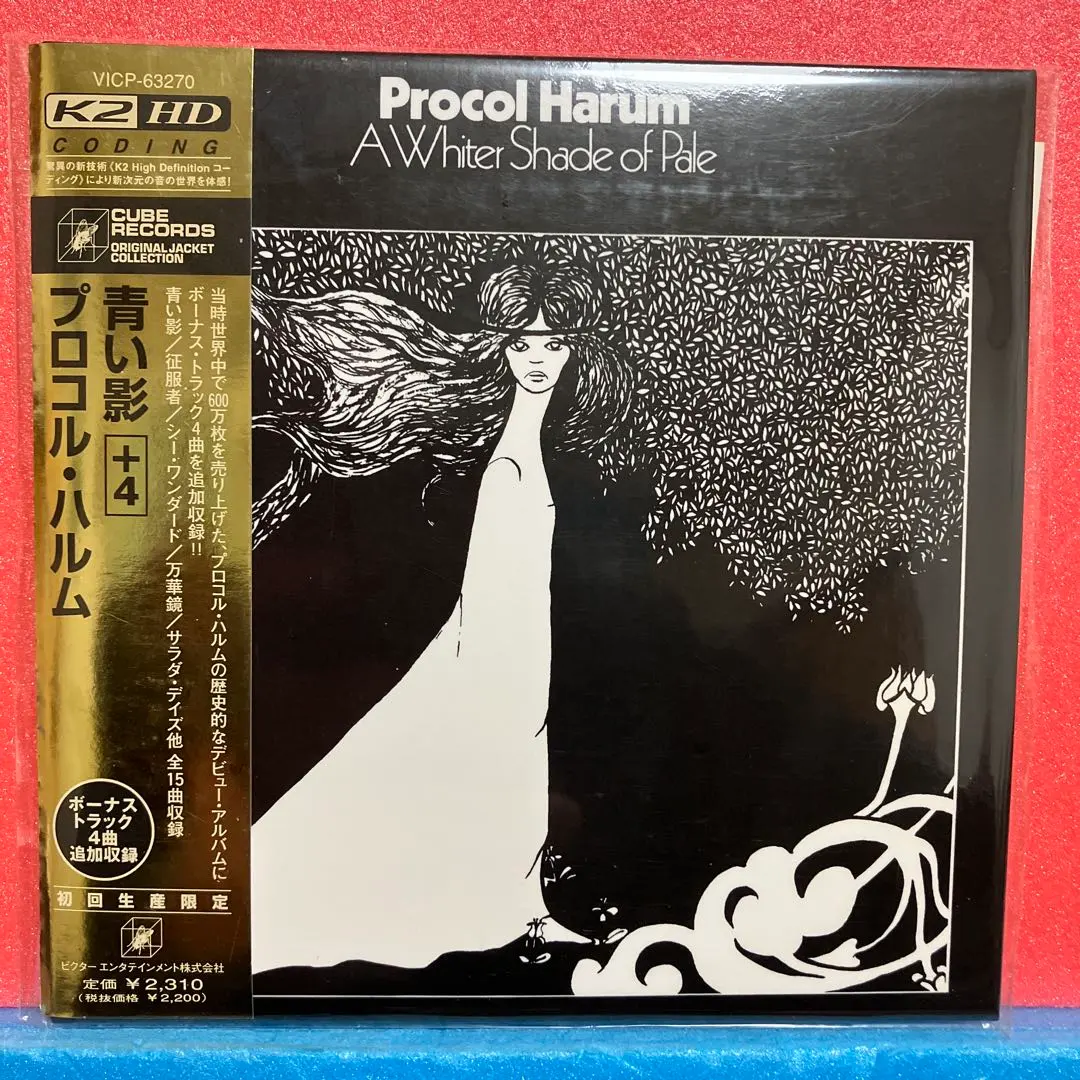 VICP-63270
K2 HD
CODING
驚異の新技術〈K2 High Definition コー
ディング〉により新次元の音の世界を体感!
CUBE
RECORDS
ORIGINAL JACKET
COLLECTION
当時世界中で600万枚を売り上げた、プロコル・ハルムの歴史的なデビュー・アルバムに
ボーナス・トラック4曲を追加収録!!
青い影/征服者/シー・ワンダード/万華鏡/サラダ・デイズ他 全15曲収録
青い影 +4
プロコル・ハルム
ボーナス
トラック
4曲
追加収録
初回生産限定
ビクター エンタテインメント株式会社
定価 ¥2,310
(税抜価格 ¥2,200)
Procol Harum
A Whiter Shade of Pale